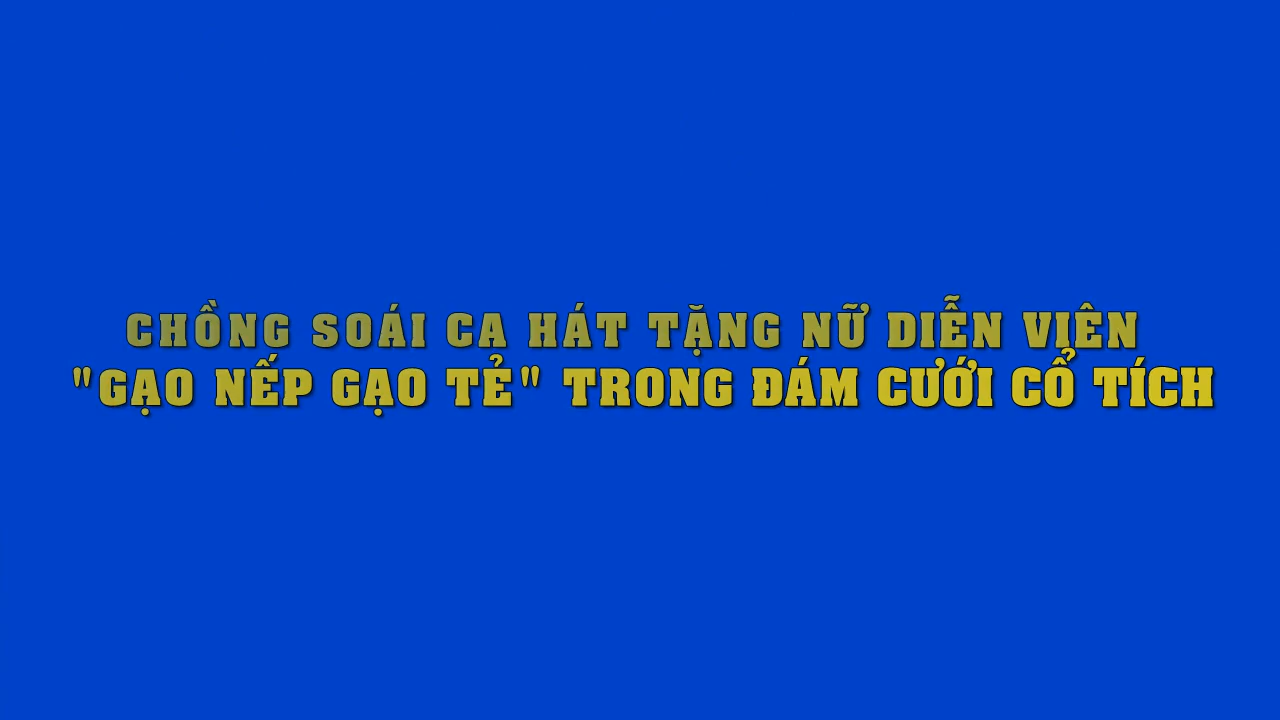 CHỒNG SOÁI CA HÁT TẶNG NỮ DIỄN VIÊN
"GẠO NẾP GẠO TẺ" TRONG ĐÁM CƯỚI CỔ TÍCH